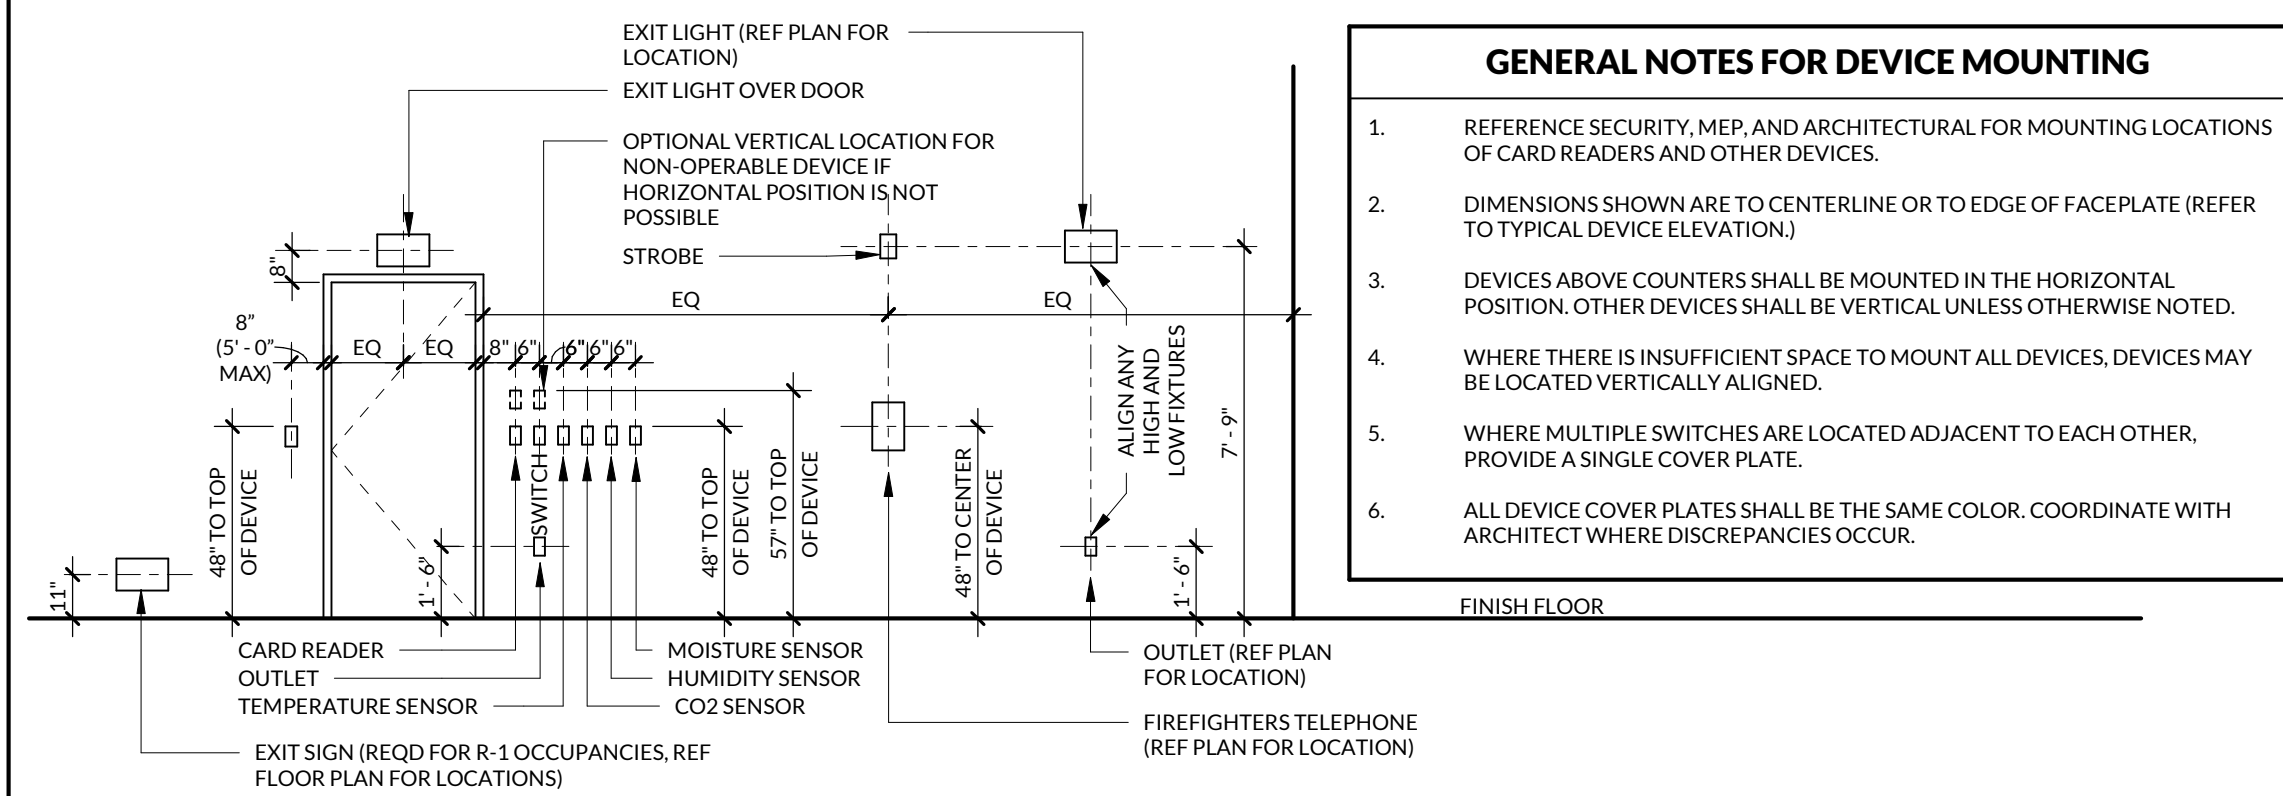 EXIT LIGHT (REF PLAN FOR
LOCATION)
EXIT LIGHT OVER DOOR
OPTIONAL VERTICAL LOCATION FOR
NON-OPERABLE DEVICE IF
HORIZONTAL POSITION IS NOT
POSSIBLE
STROBE
8"
EQ
EQ
8”
(5' - 0”
MAX)
EQ
EQ
8"
6"
6"
6"
6"
ALIGN ANY
HIGH AND
LOW FIXTURES
7' - 9"
48" TO TOP
OF DEVICE
SWITCH
48" TO TOP
OF DEVICE
57" TO TOP
OF DEVICE
48" TO CENTER
OF DEVICE
11"
1' - 6"
1' - 6"
FINISH FLOOR
CARD READER
OUTLET
TEMPERATURE SENSOR
MOISTURE SENSOR
HUMIDITY SENSOR
CO2 SENSOR
EXIT SIGN (REQD FOR R-1 OCCUPANCIES, REF
FLOOR PLAN FOR LOCATIONS)
OUTLET (REF PLAN
FOR LOCATION)
FIREFIGHTERS TELEPHONE
(REF PLAN FOR LOCATION)
GENERAL NOTES FOR DEVICE MOUNTING
1. REFERENCE SECURITY, MEP, AND ARCHITECTURAL FOR MOUNTING LOCATIONS
OF CARD READERS AND OTHER DEVICES.
2. DIMENSIONS SHOWN ARE TO CENTERLINE OR TO EDGE OF FACEPLATE (REFER
TO TYPICAL DEVICE ELEVATION.)
3. DEVICES ABOVE COUNTERS SHALL BE MOUNTED IN THE HORIZONTAL
POSITION. OTHER DEVICES SHALL BE VERTICAL UNLESS OTHERWISE NOTED.
4. WHERE THERE IS INSUFFICIENT SPACE TO MOUNT ALL DEVICES, DEVICES MAY
BE LOCATED VERTICALLY ALIGNED.
5. WHERE MULTIPLE SWITCHES ARE LOCATED ADJACENT TO EACH OTHER,
PROVIDE A SINGLE COVER PLATE.
6. ALL DEVICE COVER PLATES SHALL BE THE SAME COLOR. COORDINATE WITH
ARCHITECT WHERE DISCREPANCIES OCCUR.